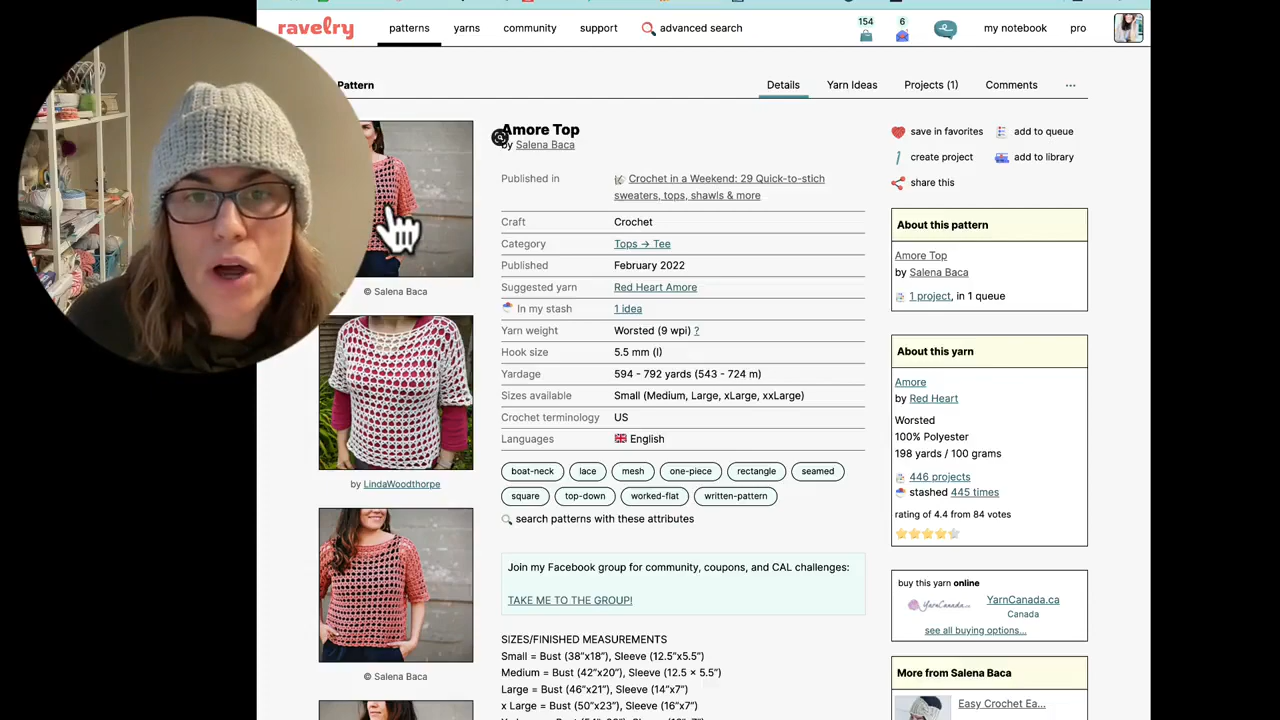 ravelry
patterns
yarns
community
support
advanced search
154
6
my notebook
pro
Pattern
Details
Yarn Ideas
Projects (1)
Comments
Amore Top
by Salena Baca
Published in
Crochet in a Weekend: 29 Quick-to-stich
sweaters, tops, shawls & more
Craft
Crochet
Category
Tops → Tee
Published
February 2022
Suggested yarn
Red Heart Amore
In my stash
1 idea
Yarn weight
Worsted (9 wpi) ?
Hook size
5.5 mm (I)
Yardage
594 - 792 yards (543 - 724 m)
Sizes available
Small (Medium, Large, xLarge, xxLarge)
Crochet terminology
US
Languages
English
boat-neck
lace
mesh
one-piece
rectangle
seamed
square
top-down
worked-flat
written-pattern
search patterns with these attributes
Join my Facebook group for community, coupons, and CAL challenges:
TAKE ME TO THE GROUP!
SIZES/FINISHED MEASUREMENTS
Small = Bust (38”x18”), Sleeve (12.5”x5.5”)
Medium = Bust (42”x20”), Sleeve (12.5 x 5.5”)
Large = Bust (46”x21”), Sleeve (14”x7”)
x Large = Bust (50”x23”), Sleeve (16”x7”)
© Salena Baca
by LindaWoodthorpe
© Salena Baca
save in favorites
add to queue
create project
add to library
share this
About this pattern
Amore Top
by Salena Baca
1 project, in 1 queue
About this yarn
Amore
by Red Heart
Worsted
100% Polyester
198 yards / 100 grams
446 projects
stashed 445 times
rating of 4.4 from 84 votes
buy this yarn online
YarnCanada.ca
YarnCanada.ca
Canada
see all buying options...
More from Salena Baca
Easy Crochet Ea...